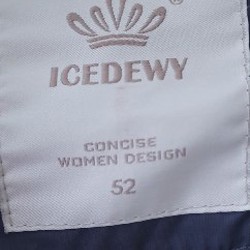 ®
ICEDEWY
CONCISE
WOMEN DESIGN
52